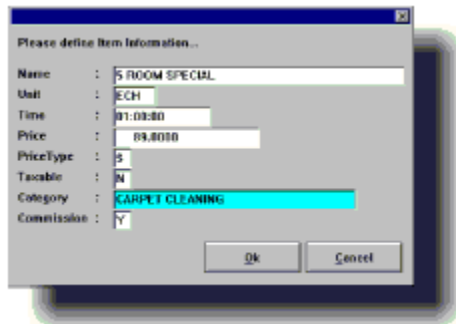 Please define Item Information...
Name : 5 ROOM SPECIAL
Unit : ECH
Time : 01:00:00
Price : 89.0000
PriceType : $
Taxable : N
Category : CARPET CLEANING
Commission : Y
Ok Cancel